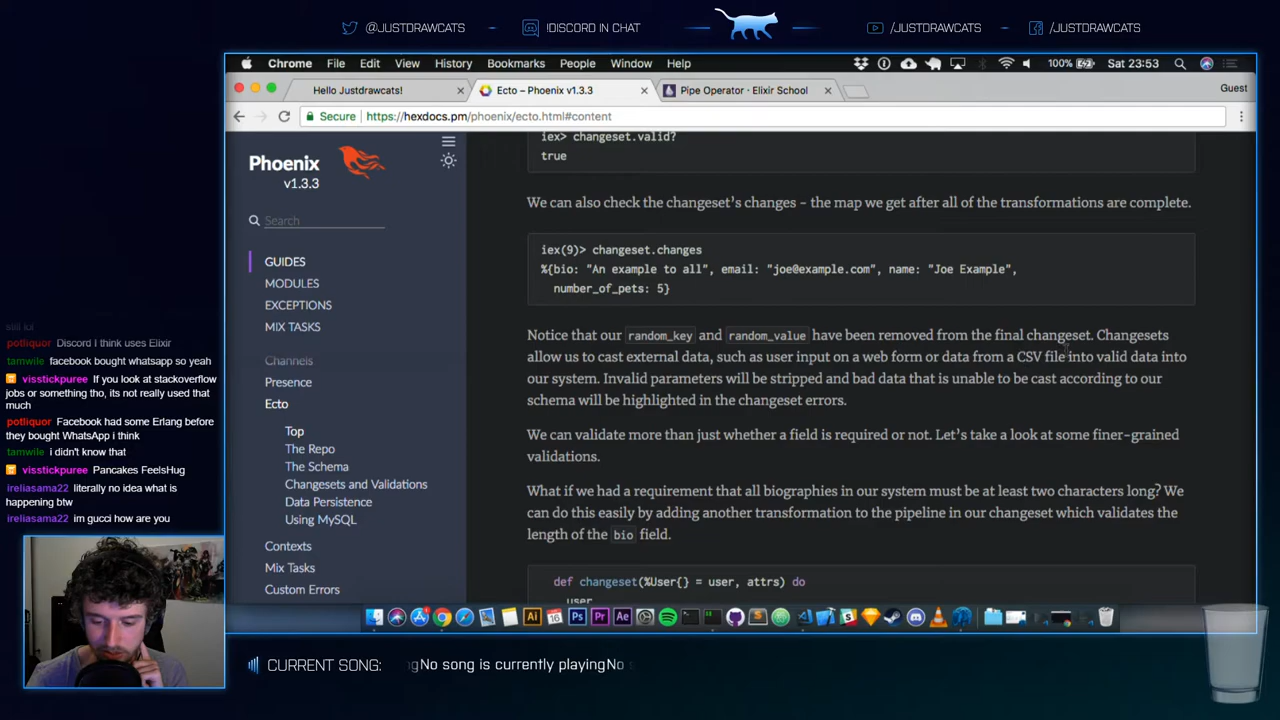 @JUSTDRAWCATS
!DISCORD IN CHAT
/JUSTDRAWCATS
/JUSTDRAWCATS
Chrome File Edit View History Bookmarks People Window Help
100% Sat 23:53
Hello Justdrawcats!
Ecto – Phoenix v1.3.3
Pipe Operator · Elixir School
Guest
Secure
https://hexdocs.pm/phoenix/ecto.html#content
Phoenix
v1.3.3
Search
GUIDES
MODULES
EXCEPTIONS
MIX TASKS
Channels
Presence
Ecto
Top
The Repo
The Schema
Changesets and Validations
Data Persistence
Using MySQL
Contexts
Mix Tasks
Custom Errors
iex> changeset.valid?
true
We can also check the changeset's changes - the map we get after all of the transformations are complete.
iex(9)> changeset.changes
%{bio: "An example to all", email: "joe@example.com", name: "Joe Example",
number_of_pets: 5}
Notice that our random_key and random_value have been removed from the final changeset. Changesets
allow us to cast external data, such as user input on a web form or data from a CSV file into valid data into
our system. Invalid parameters will be stripped and bad data that is unable to be cast according to our
schema will be highlighted in the changeset errors.
We can validate more than just whether a field is required or not. Let's take a look at some finer-grained
validations.
What if we had a requirement that all biographies in our system must be at least two characters long? We
can do this easily by adding another transformation to the pipeline in our changeset which validates the
length of the bio field.
def changeset(%User{} = user, attrs) do
user
still lol
potliquor: Discord I think uses Elixir
tamwile: facebook bought whatsapp so yeah
visstickpuree: If you look at stackoverflow
jobs or something tho, its not really used that
much
potliquor: Facebook had some Erlang before
they bought WhatsApp i think
tamwile: i didn't know that
visstickpuree: Pancakes FeelsHug
ireliasama22: literally no idea what is
happening btw
ireliasama22: im gucci how are you
CURRENT SONG:
ngNo song is currently playingNo s